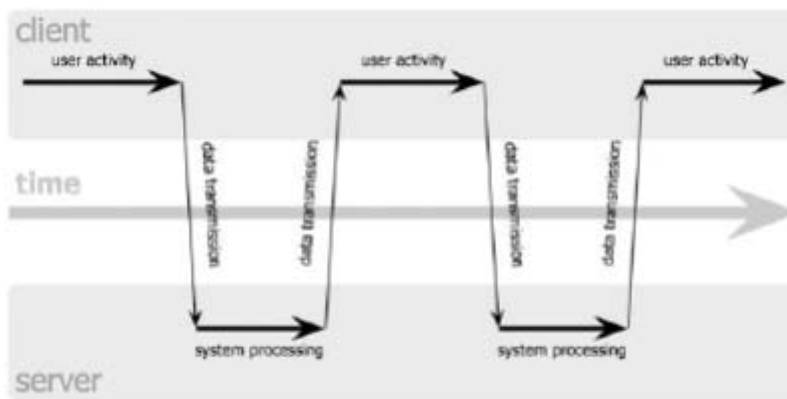 client
user activity
user activity
user activity
data transmission
data transmission
data transmission
data transmission
time
system processing
system processing
server